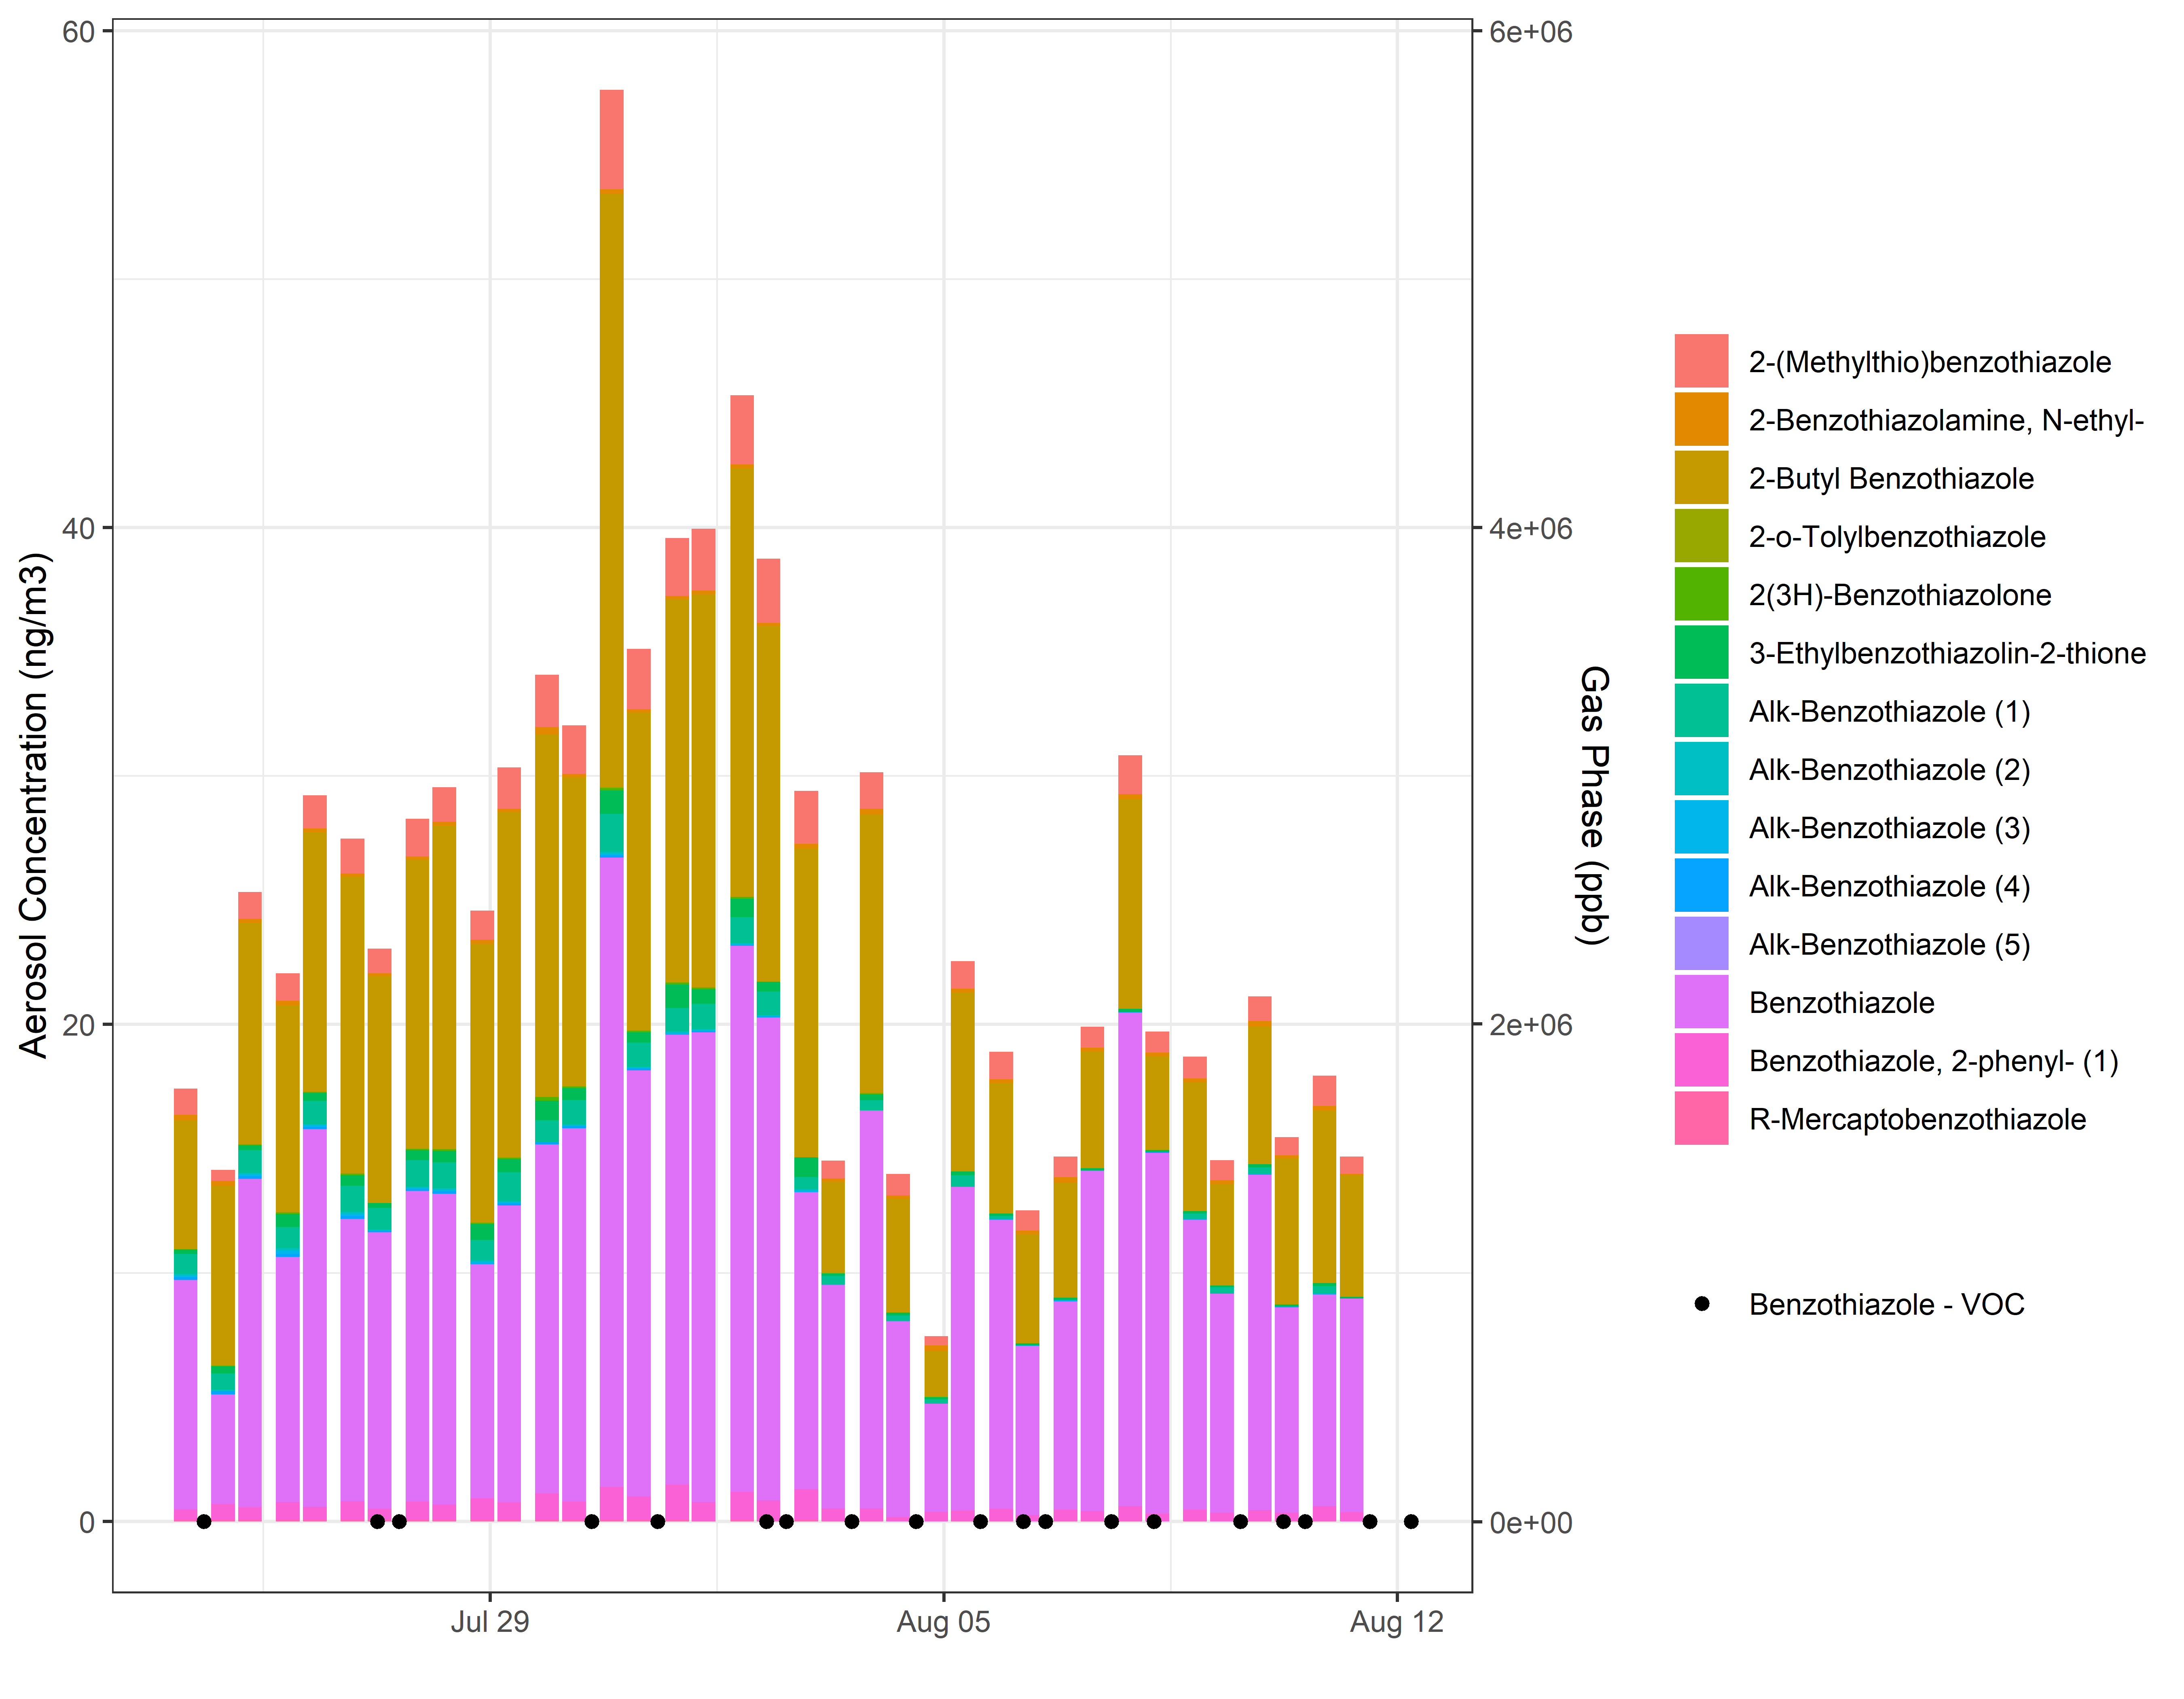 60
40
20
0
Aerosol Concentration (ng/m3)
6e+06
4e+06
2e+06
0e+00
Gas Phase (ppb)
Jul 29
Aug 05
Aug 12
2-(Methylthio)benzothiazole
2-Benzothiazolamine, N-ethyl-
2-Butyl Benzothiazole
2-o-Tolylbenzothiazole
2(3H)-Benzothiazolone
3-Ethylbenzothiazolin-2-thione
Alk-Benzothiazole (1)
Alk-Benzothiazole (2)
Alk-Benzothiazole (3)
Alk-Benzothiazole (4)
Alk-Benzothiazole (5)
Benzothiazole
Benzothiazole, 2-phenyl- (1)
R-Mercaptobenzothiazole
Benzothiazole - VOC